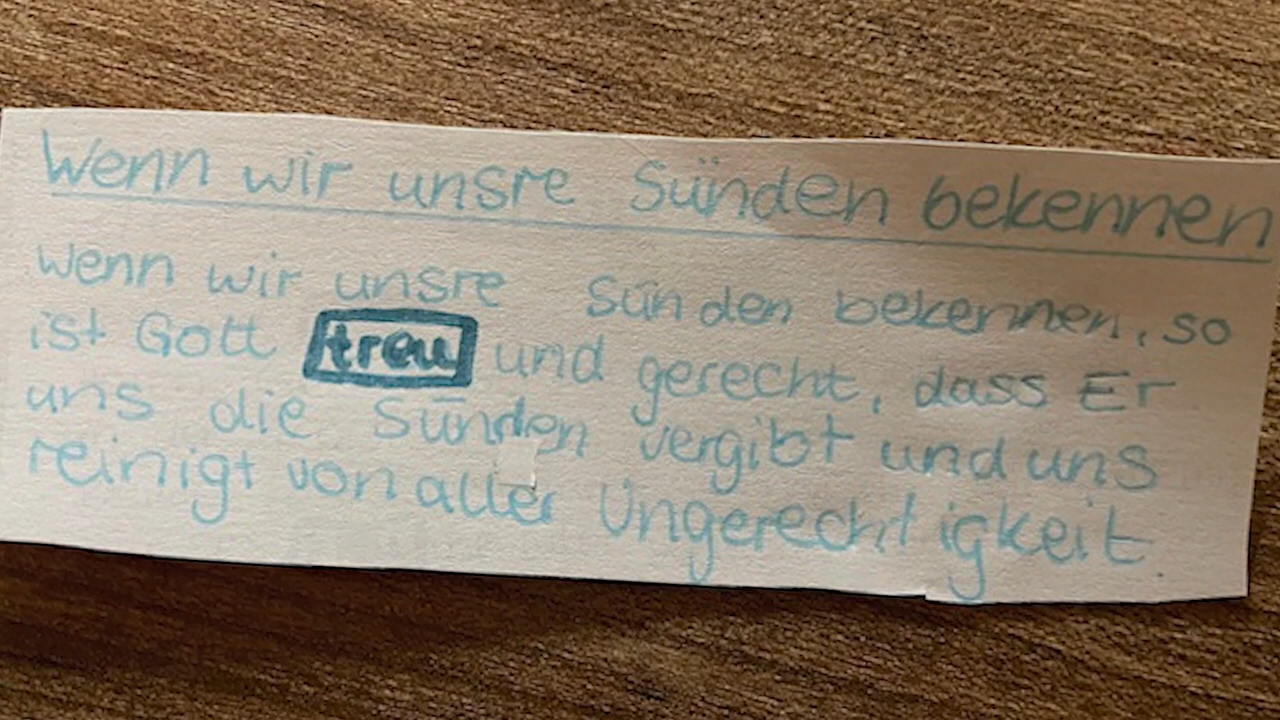 Wenn wir unsre Sünden bekennen
Wenn wir unsre Sünden bekennen, so
ist Gott treu und gerecht, dass Er
uns die Sünden vergibt und uns
reinigt von aller Ungerechtigkeit.